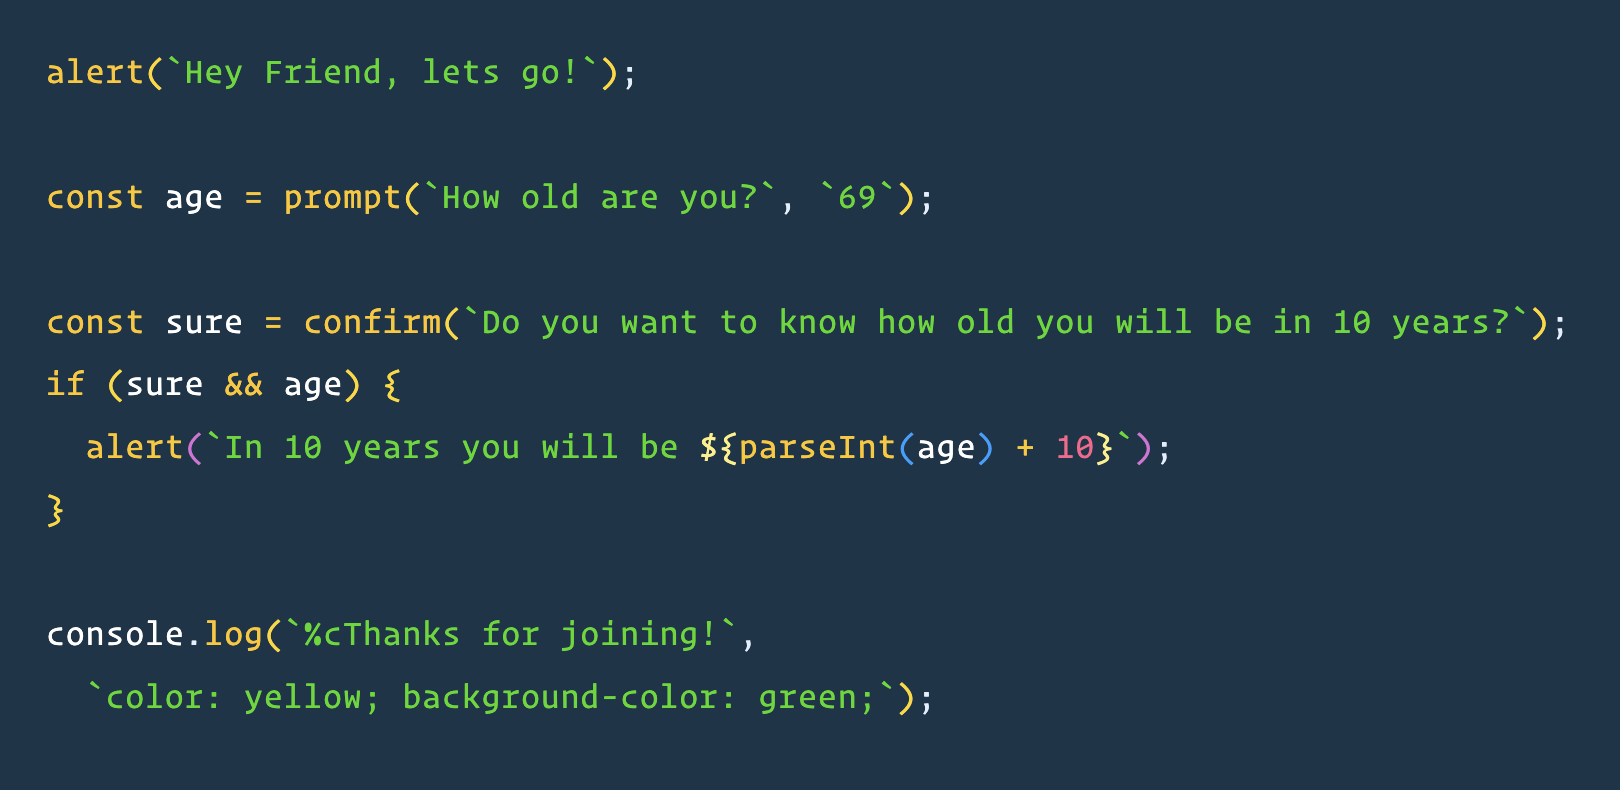 alert(`Hey Friend, lets go!`);
const age = prompt(`How old are you?`, `69`);
const sure = confirm(`Do you want to know how old you will be in 10 years?`);
if (sure && age) {
  alert(`In 10 years you will be ${parseInt(age) + 10}`);
}
console.log(`%cThanks for joining!`,
  `color: yellow; background-color: green;`);